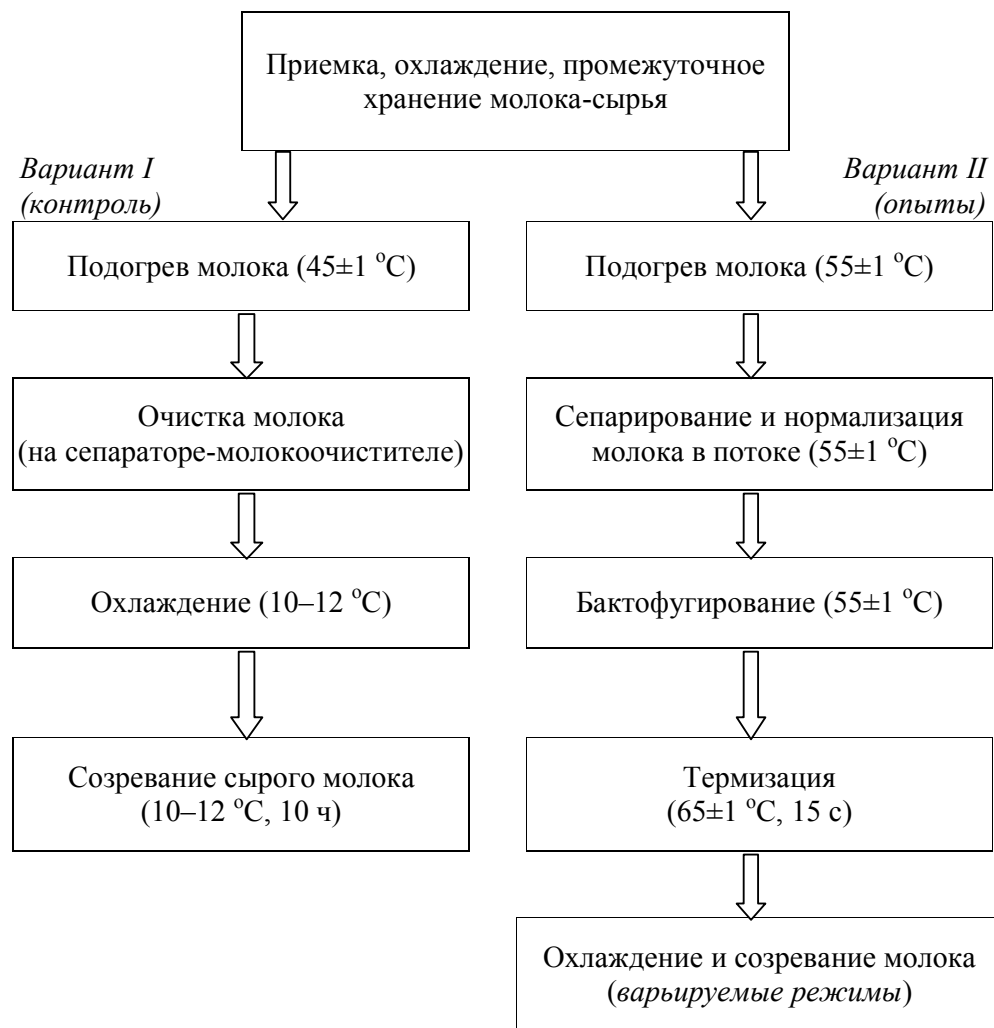 Приемка, охлаждение, промежуточное
хранение молока-сырья
Вариант I
(контроль)
Вариант II
(опыты)
Подогрев молока (45±1 °С)
Подогрев молока (55±1 °С)
Очистка молока
(на сепараторе-молокоочистителе)
Сепарирование и нормализация
молока в потоке (55±1 °С)
Охлаждение (10–12 °С)
Бактофугирование (55±1 °С)
Созревание сырого молока
(10–12 °С, 10 ч)
Термизация
(65±1 °С, 15 с)
Охлаждение и созревание молока
(варьируемые режимы)